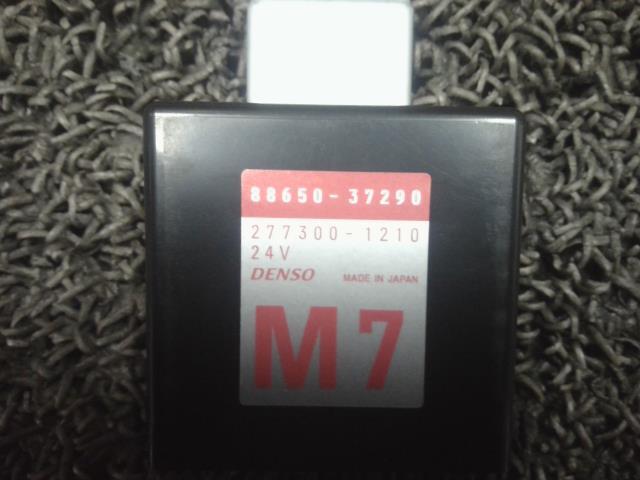 88650-37290
277300-1210
24V
DENSO MADE IN JAPAN
M7